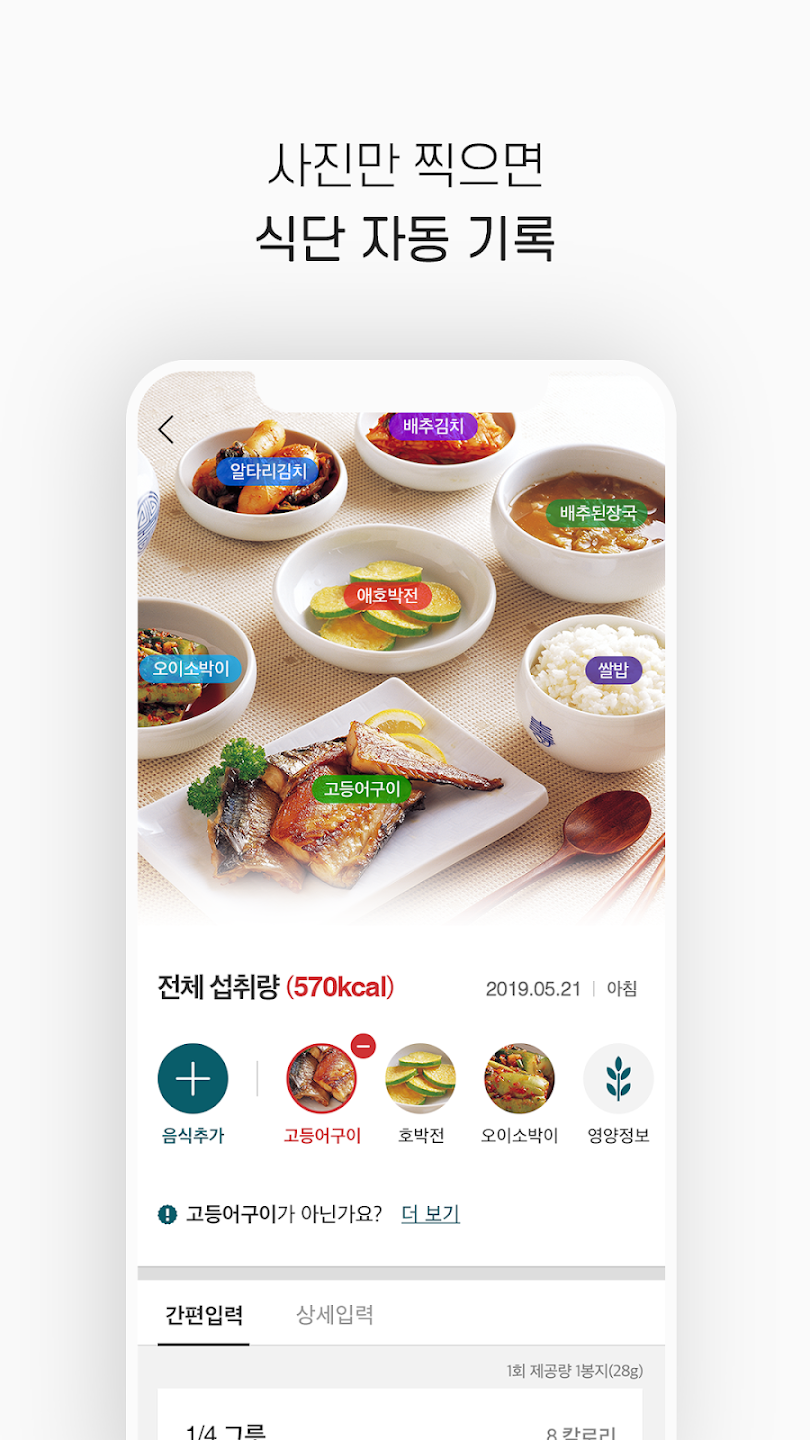 사진만 찍으면
식단 자동 기록
배추김치
알타리김치
배추된장국
애호박전
오이소박이
쌀밥
고등어구이
전체 섭취량 (570kcal)
2019.05.21 | 아침
음식추가
고등어구이
호박전
오이소박이
영양정보
고등어구이가 아닌가요? 더 보기
간편입력
상세입력
1회 제공량 1봉지(28g)
1/4 그릇
8 칼로리